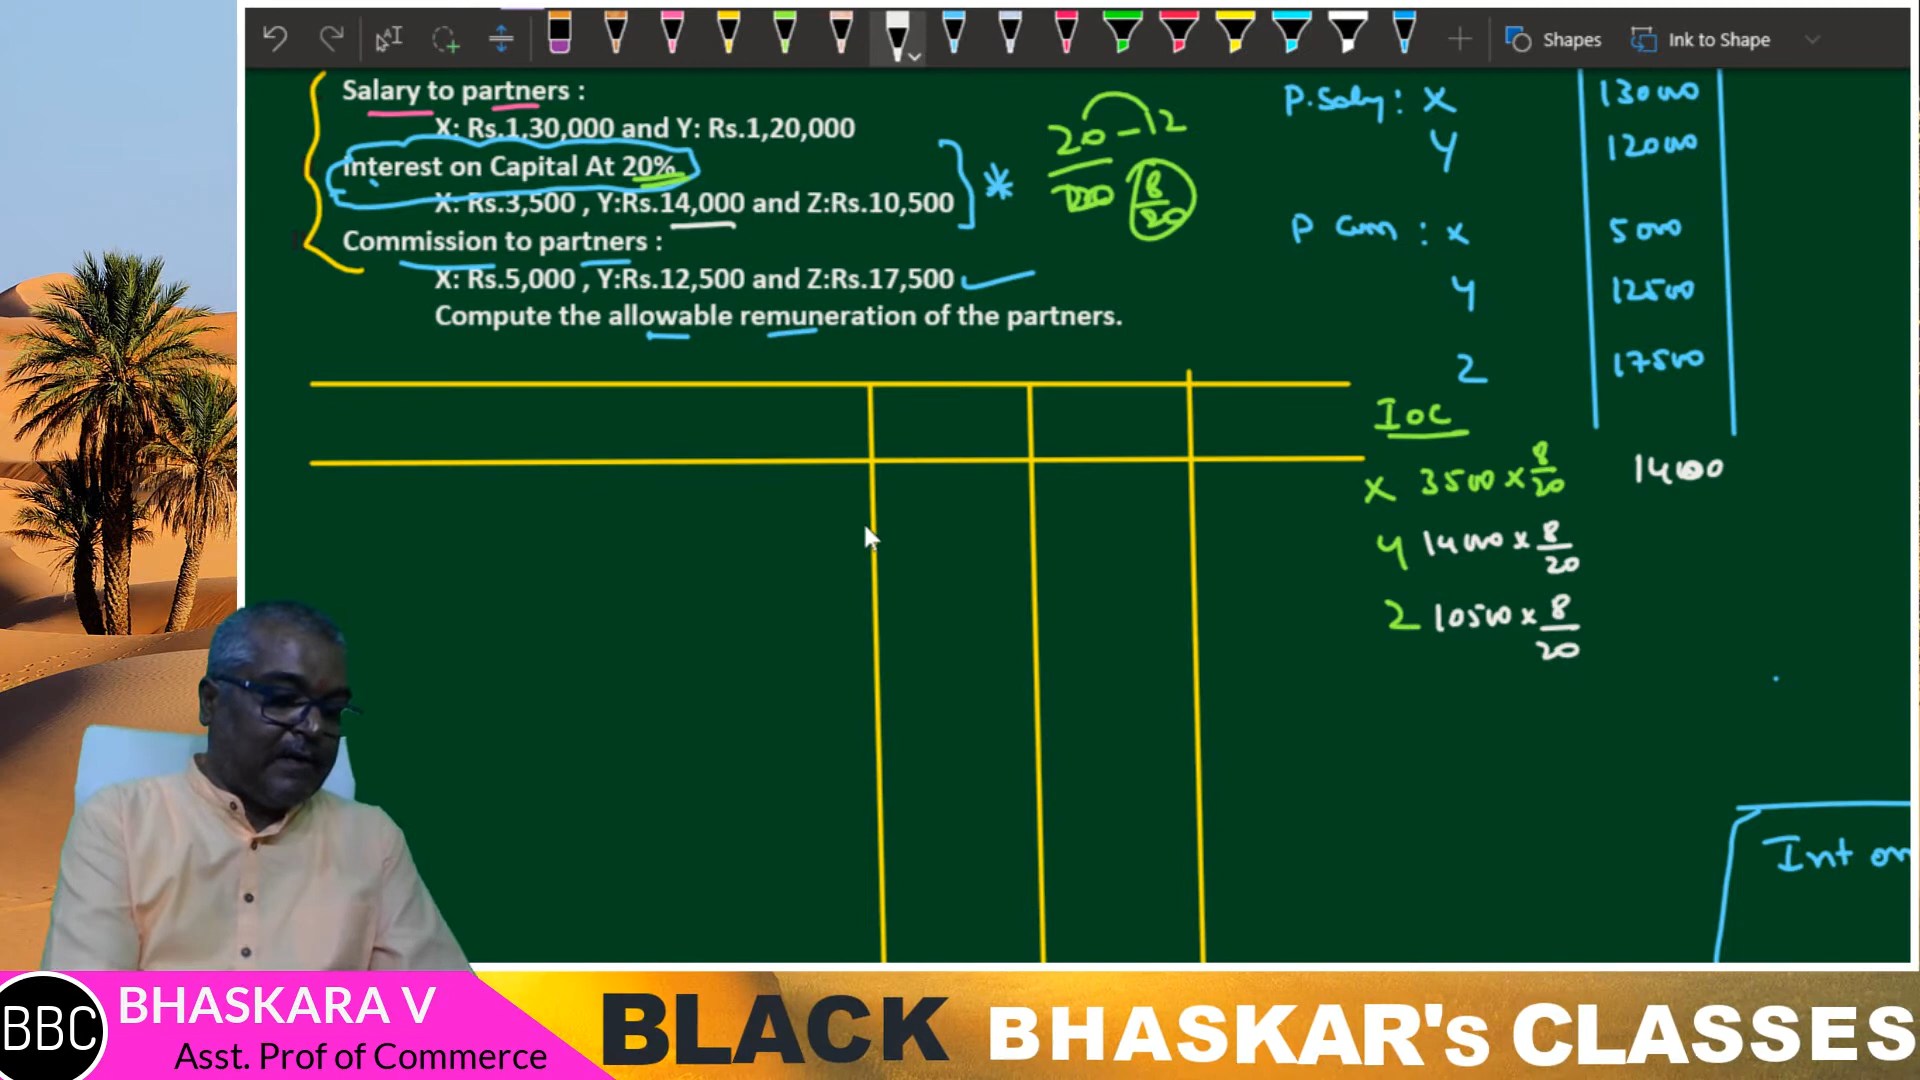 Shapes
Ink to Shape
Salary to partners :
X: Rs.1,30,000 and Y: Rs.1,20,000
Interest on Capital At 20%
X: Rs.3,500 , Y:Rs.14,000 and Z:Rs.10,500
Commission to partners :
X: Rs.5,000 , Y:Rs.12,500 and Z:Rs.17,500
Compute the allowable remuneration of the partners.
20-12
8
20
P. Saly : X 130000
Y 120000
P Com : X 5000
Y 12500
Z 17500
IOC
X 3500 x 8/20 1400
Y 14000 x 8/20
Z 10500 x 8/20
Int on
BBC
BHASKARA V
Asst. Prof of Commerce
BLACK BHASKAR's CLASSES